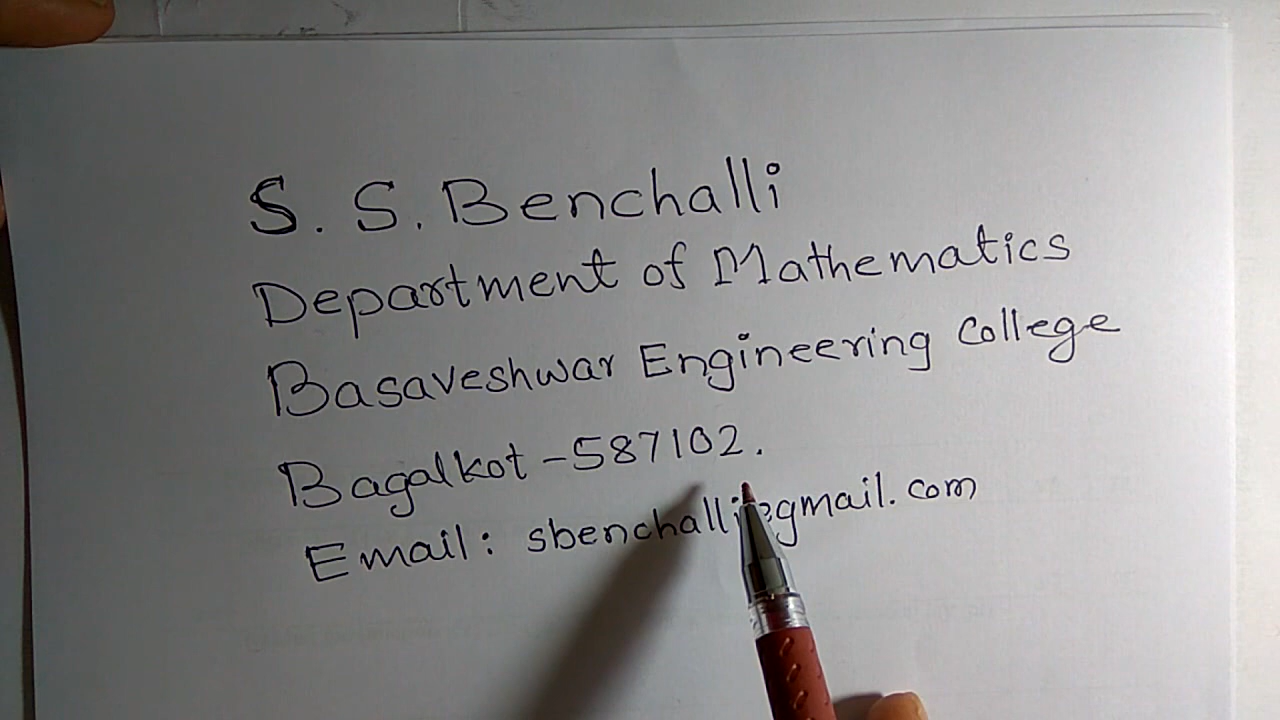 S. S. Benchalli
Department of Mathematics
Basaveshwar Engineering College
Bagalkot -587102.
Email: sbenchalli@gmail.com